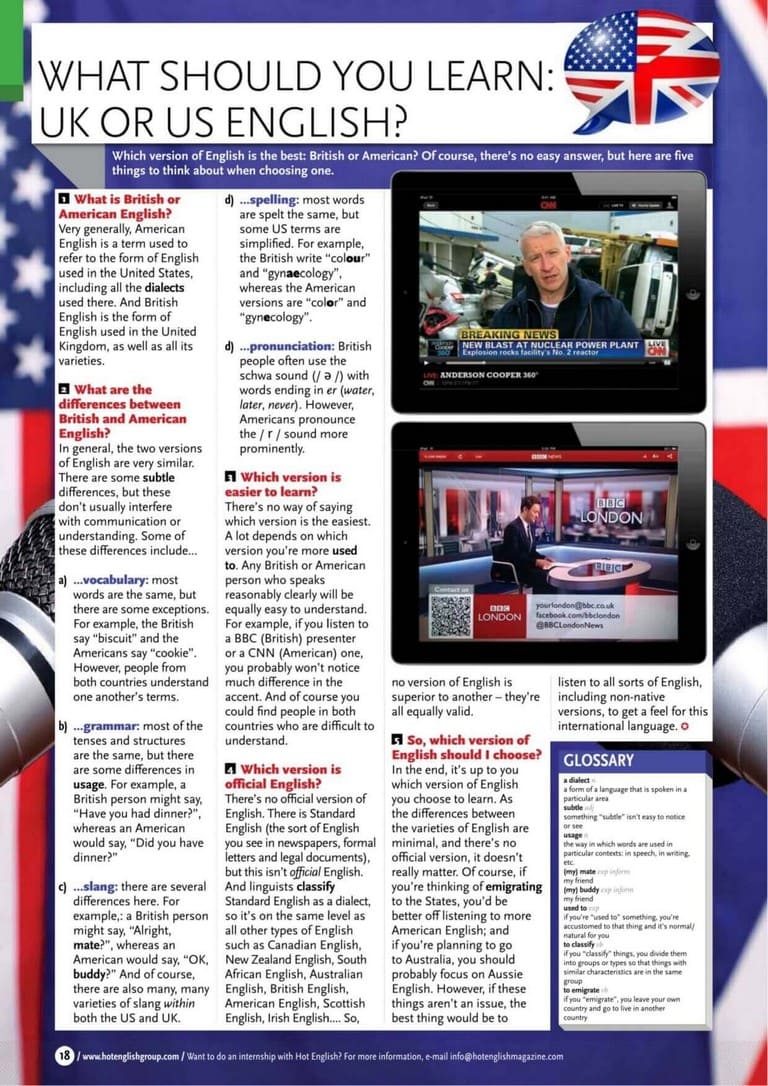 WHAT SHOULD YOU LEARN:
UK OR US ENGLISH?
Which version of English is the best: British or American? Of course, there's no easy answer, but here are five
things to think about when choosing one.
1 What is British or
American English?
Very generally, American
English is a term used to
refer to the form of English
used in the United States,
including all the dialects
used there. And British
English is the form of
English used in the United
Kingdom, as well as all its
varieties.
2 What are the
differences between
British and American
English?
In general, the two versions
of English are very similar.
There are some subtle
differences, but these
don't usually interfere
with communication or
understanding. Some of
these differences include...
a) ...vocabulary: most
words are the same, but
there are some exceptions.
For example, the British
say "biscuit" and the
Americans say "cookie".
However, people from
both countries understand
one another's terms.
b) ...grammar: most of the
tenses and structures
are the same, but there
are some differences in
usage. For example, a
British person might say,
"Have you had dinner?",
whereas an American
would say, "Did you have
dinner?"
c) ...slang: there are several
differences here. For
example,: a British person
might say, "Alright,
mate?", whereas an
American would say, "OK,
buddy?" And of course,
there are also many, many
varieties of slang within
both the US and UK.
d) ...spelling: most words
are spelt the same, but
some US terms are
simplified. For example,
the British write "colour"
and "gynaecology",
whereas the American
versions are "color" and
"gynecology".
d) ...pronunciation: British
people often use the
schwa sound (/ ə /) with
words ending in er (water,
later, never). However,
Americans pronounce
the / r / sound more
prominently.
3 Which version is
easier to learn?
There's no way of saying
which version is the easiest.
A lot depends on which
version you're more used
to. Any British or American
person who speaks
reasonably clearly will be
equally easy to understand.
For example, if you listen to
a BBC (British) presenter
or a CNN (American) one,
you probably won't notice
much difference in the
accent. And of course you
could find people in both
countries who are difficult to
understand.
4 Which version is
official English?
There's no official version of
English. There is Standard
English (the sort of English
you see in newspapers, formal
letters and legal documents),
but this isn't official English.
And linguists classify
Standard English as a dialect,
so it's on the same level as
all other types of English
such as Canadian English,
New Zealand English, South
African English, Australian
English, British English,
American English, Scottish
English, Irish English.... So,
CNN
BREAKING NEWS
Anderson Cooper 360°
NEW BLAST AT NUCLEAR POWER PLANT
Explosion rocks facility's No. 2 reactor
LIVE
CNN
LIVE: ANDERSON COOPER 360°
CNN
BBC NEWS
BBC
LONDON
BBC
Contact us
BBC
LONDON
yourlondon@bbc.co.uk
facebook.com/bbclondon
@BBCLondonNews
no version of English is
superior to another – they're
all equally valid.
5 So, which version of
English should I choose?
In the end, it's up to you
which version of English
you choose to learn. As
the differences between
the varieties of English are
minimal, and there's no
official version, it doesn't
really matter. Of course, if
you're thinking of emigrating
to the States, you'd be
better off listening to more
American English; and
if you're planning to go
to Australia, you should
probably focus on Aussie
English. However, if these
things aren't an issue, the
best thing would be to
listen to all sorts of English,
including non-native
versions, to get a feel for this
international language.
GLOSSARY
a dialect n
a form of a language that is spoken in a
particular area
subtle adj
something "subtle" isn't easy to notice
or see
usage n
the way in which words are used in
particular contexts: in speech, in writing,
etc.
(my) mate exp inform
my friend
(my) buddy exp inform
my friend
used to exp
if you're "used to" something, you're
accustomed to that thing and it's normal/
natural for you
to classify vb
if you "classify" things, you divide them
into groups or types so that things with
similar characteristics are in the same
group
to emigrate vb
if you "emigrate", you leave your own
country and go to live in another
country
18 / www.hotenglishgroup.com / Want to do an internship with Hot English? For more information, e-mail info@hotenglishmagazine.com